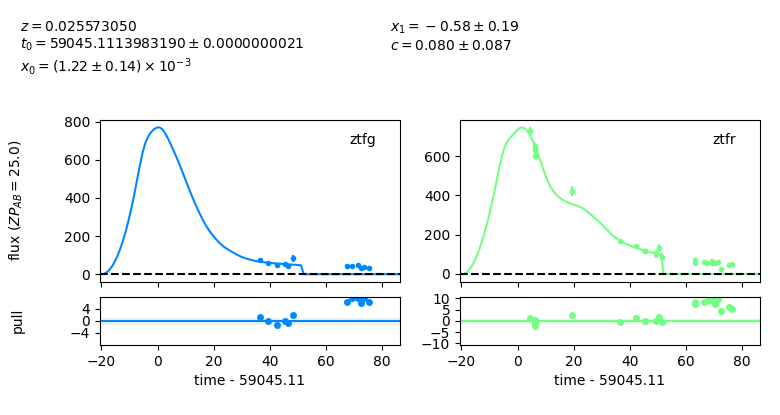 z = 0.025573050
t₀ = 59045.1113983190 ± 0.0000000021
x₀ = (1.22 ± 0.14) × 10⁻³
x₁ = −0.58 ± 0.19
c = 0.080 ± 0.087
flux (ZP_AB = 25.0)
800
600
400
200
0
ztfg
600
400
200
0
ztfr
pull
4
0
−4
−20 0 20 40 60 80
time - 59045.11
10
5
0
−5
−10
−20 0 20 40 60 80
time - 59045.11